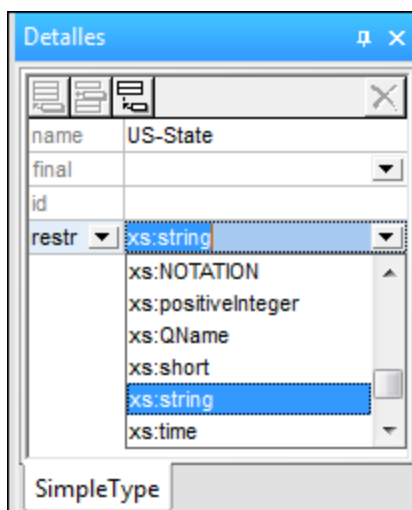 Detalles
name US-State
final
id
restr xs:string
xs:NOTATION
xs:positiveInteger
xs:QName
xs:short
xs:string
xs:time
SimpleType